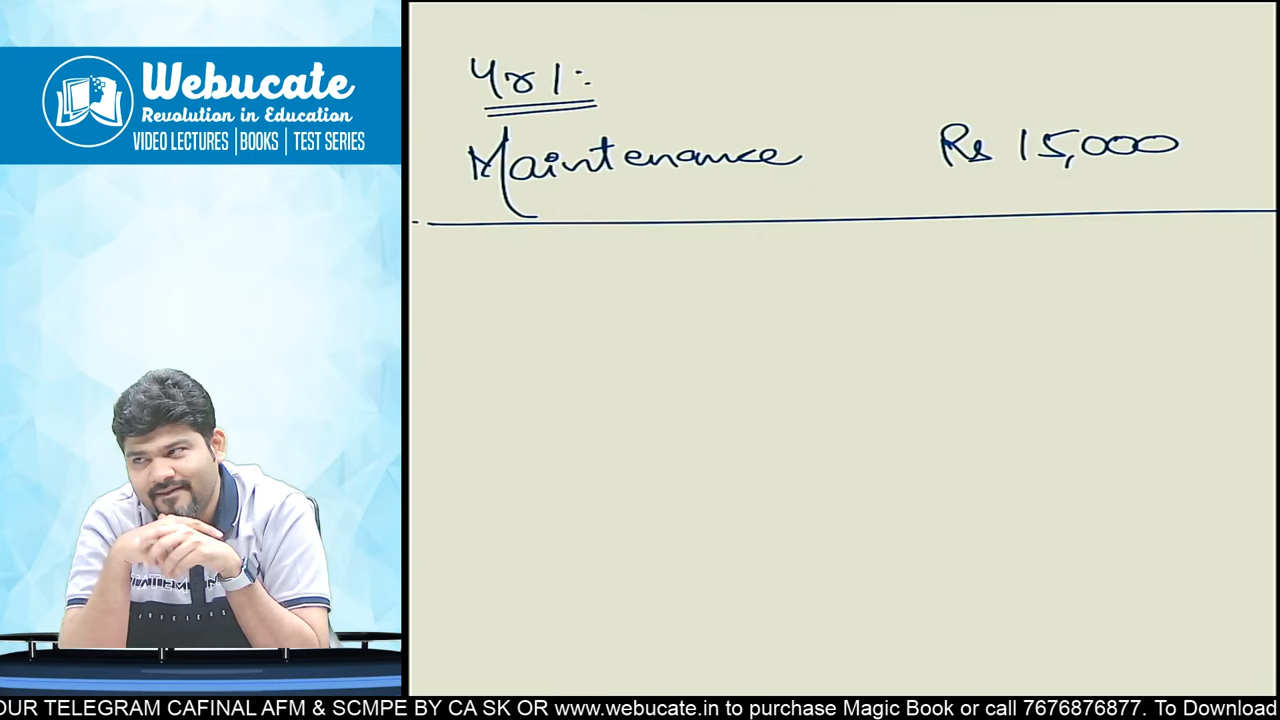 Webucate
Revolution in Education
VIDEO LECTURES | BOOKS | TEST SERIES
Yr 1:
Maintenance Rs 15,000
OUR TELEGRAM CAFINAL AFM & SCMPE BY CA SK OR www.webucate.in to purchase Magic Book or call 7676876877. To Download